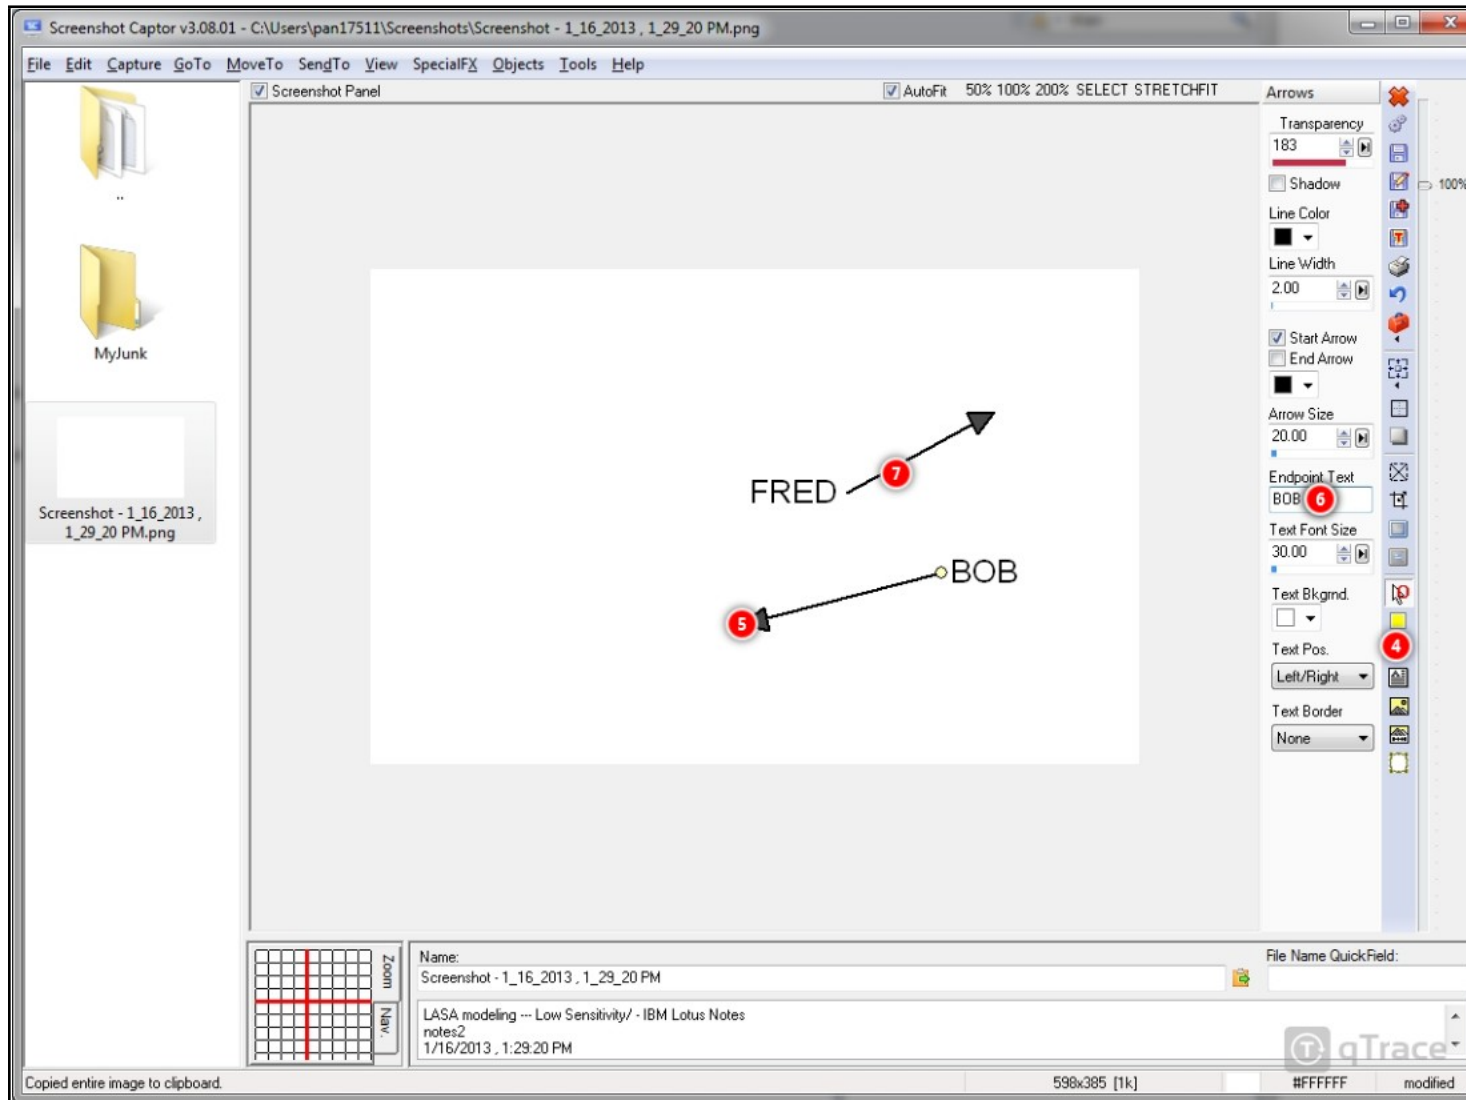 Screenshot Captor v3.08.01 - C:\Users\pan17511\Screenshots\Screenshot - 1_16_2013 , 1_29_20 PM.png
File Edit Capture GoTo MoveTo SendTo View SpecialFX Objects Tools Help
Screenshot Panel
AutoFit 50% 100% 200% SELECT STRETCHFIT
..
MyJunk
Screenshot - 1_16_2013 ,
1_29_20 PM.png
FRED
7
BOB
5
Arrows
Transparency
183
Shadow
Line Color
Line Width
2.00
Start Arrow
End Arrow
Arrow Size
20.00
Endpoint Text
BOB 6
Text Font Size
30.00
Text Bkgrnd.
Text Pos.
Left/Right
Text Border
None
4
100%
Zoom
Nav.
Name:
Screenshot - 1_16_2013 , 1_29_20 PM
File Name QuickField:
LASA modeling --- Low Sensitivity/ - IBM Lotus Notes
notes2
1/16/2013 , 1:29:20 PM
qTrace
Copied entire image to clipboard.
598x385 [1k]
#FFFFFF
modified